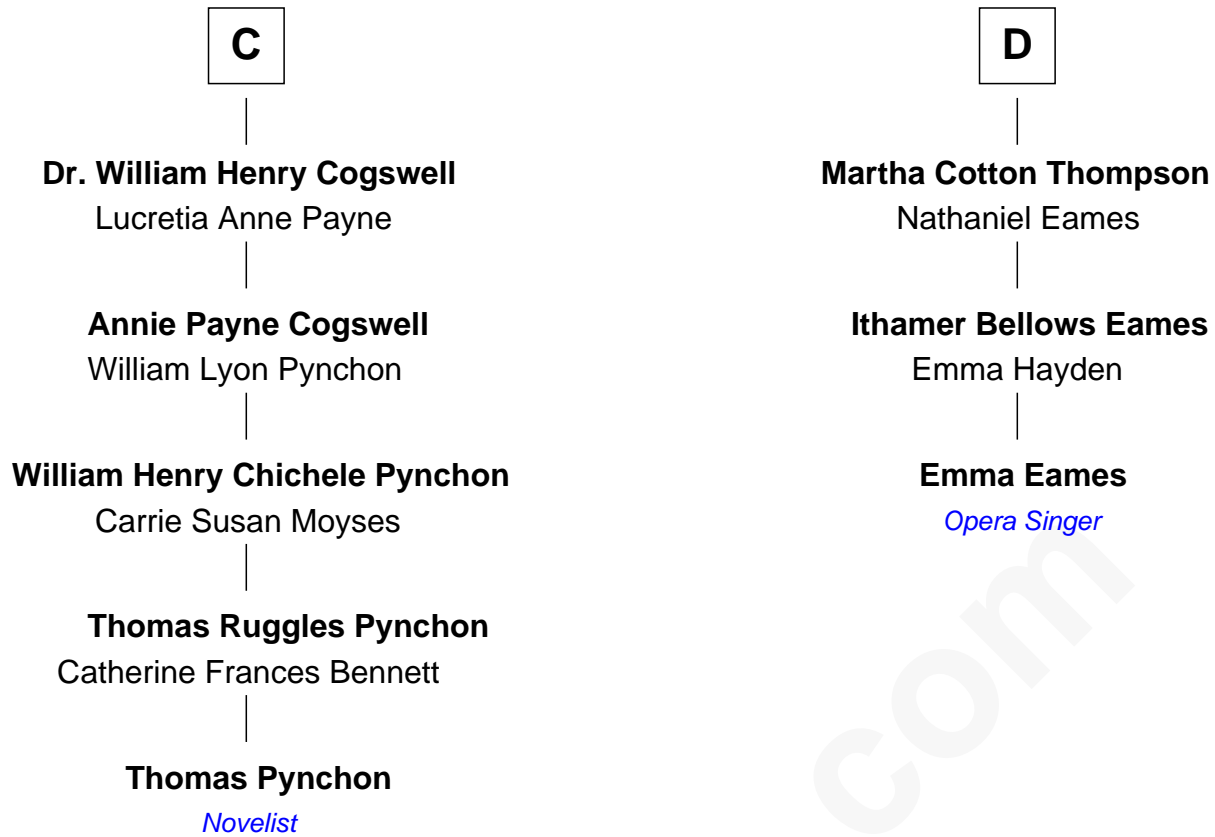 C
Dr. William Henry Cogswell
Lucretia Anne Payne
Annie Payne Cogswell
William Lyon Pynchon
William Henry Chichele Pynchon
Carrie Susan Moyses
Thomas Ruggles Pynchon
Catherine Frances Bennett
Thomas Pynchon
Novelist
D
Martha Cotton Thompson
Nathaniel Eames
Ithamer Bellows Eames
Emma Hayden
Emma Eames
Opera Singer
com